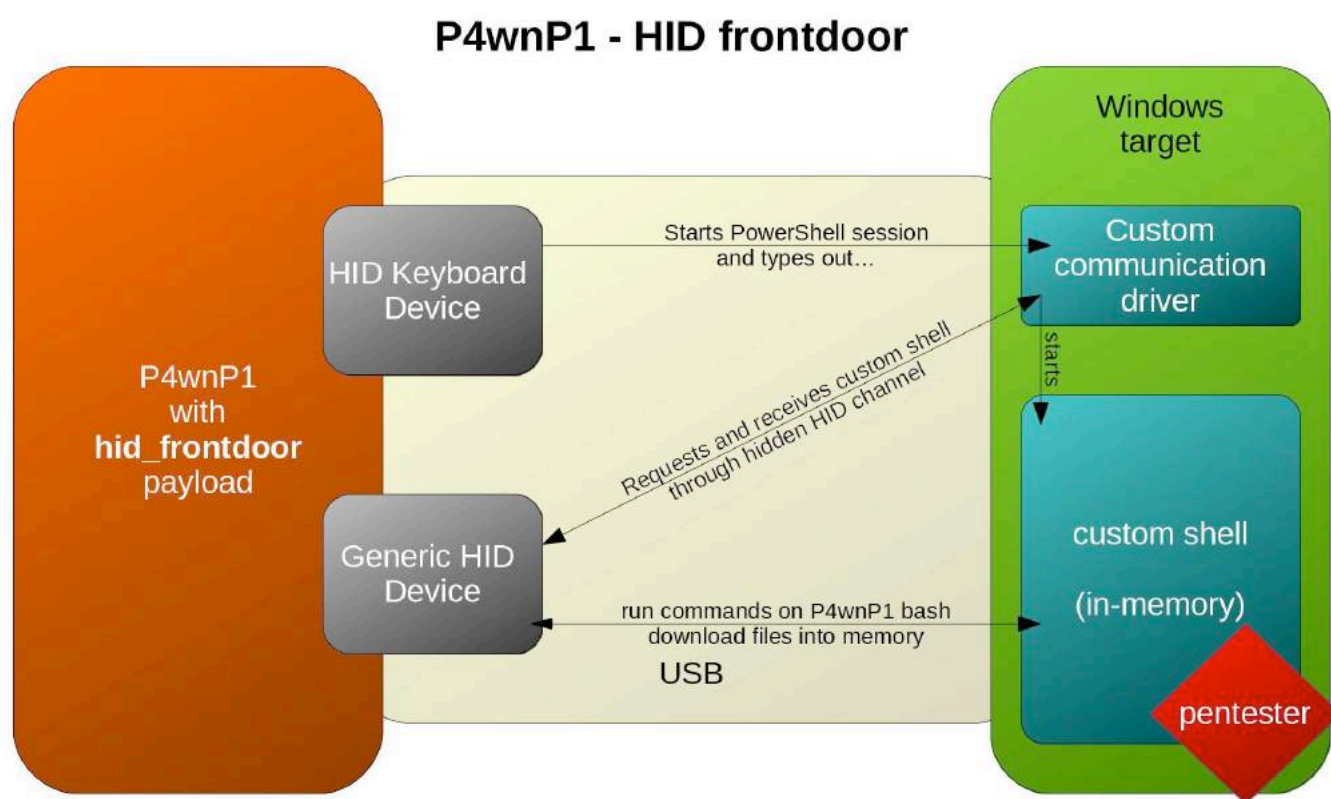 P4wnP1 - HID frontdoor
Windows
target
HID Keyboard
Device
Starts PowerShell session
and types out...
Custom
communication
driver
P4wnP1
with
hid_frontdoor
payload
Requests and receives custom shell
through hidden HID channel
starts
Generic HID
Device
run commands on P4wnP1 bash
download files into memory
USB
custom shell
(in-memory)
pentester